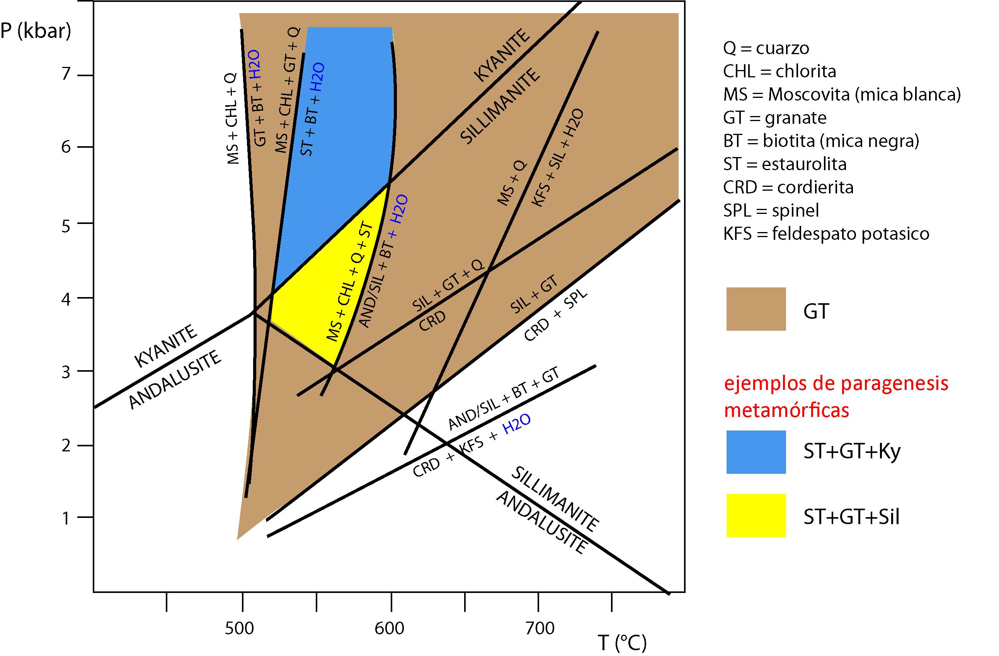 P (kbar)
7
6
5
4
3
2
1
500
600
700
T (°C)
MS + CHL + Q
GT + BT + H2O
MS + CHL + GT + Q
ST + BT + H2O
KYANITE
SILLIMANITE
MS + Q
KFS + SIL + H2O
MS + CHL + Q + ST
AND/SIL + BT + H2O
SIL + GT + Q
CRD
SIL + GT
CRD + SPL
KYANITE
ANDALUSITE
AND/SIL + BT + GT
CRD + KFS + H2O
SILLIMANITE
ANDALUSITE
Q = cuarzo
CHL = chlorita
MS = Moscovita (mica blanca)
GT = granate
BT = biotita (mica negra)
ST = estaurolita
CRD = cordierita
SPL = spinel
KFS = feldespato potasico
GT
ejemplos de paragenesis
metamórficas
ST+GT+Ky
ST+GT+Sil